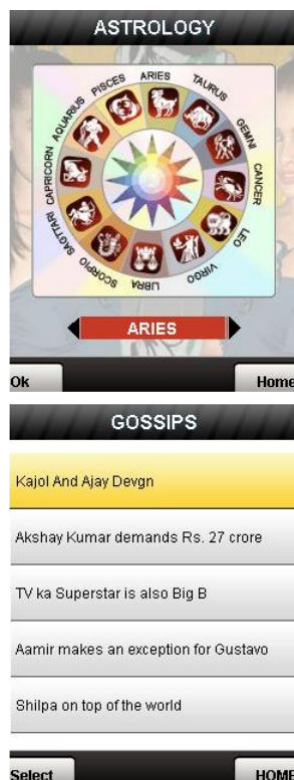 ASTROLOGY
ARIES
TAURUS
GEMNI
CANCER
LEO
VIRGO
LIBRA
SCORPIO
SAGTTARI
CAPRICORN
AQUARIUS
PISCES
ARIES
Ok
Home
GOSSIPS
Kajol And Ajay Devgn
Akshay Kumar demands Rs. 27 crore
TV ka Superstar is also Big B
Aamir makes an exception for Gustavo
Shilpa on top of the world
Select
HOME